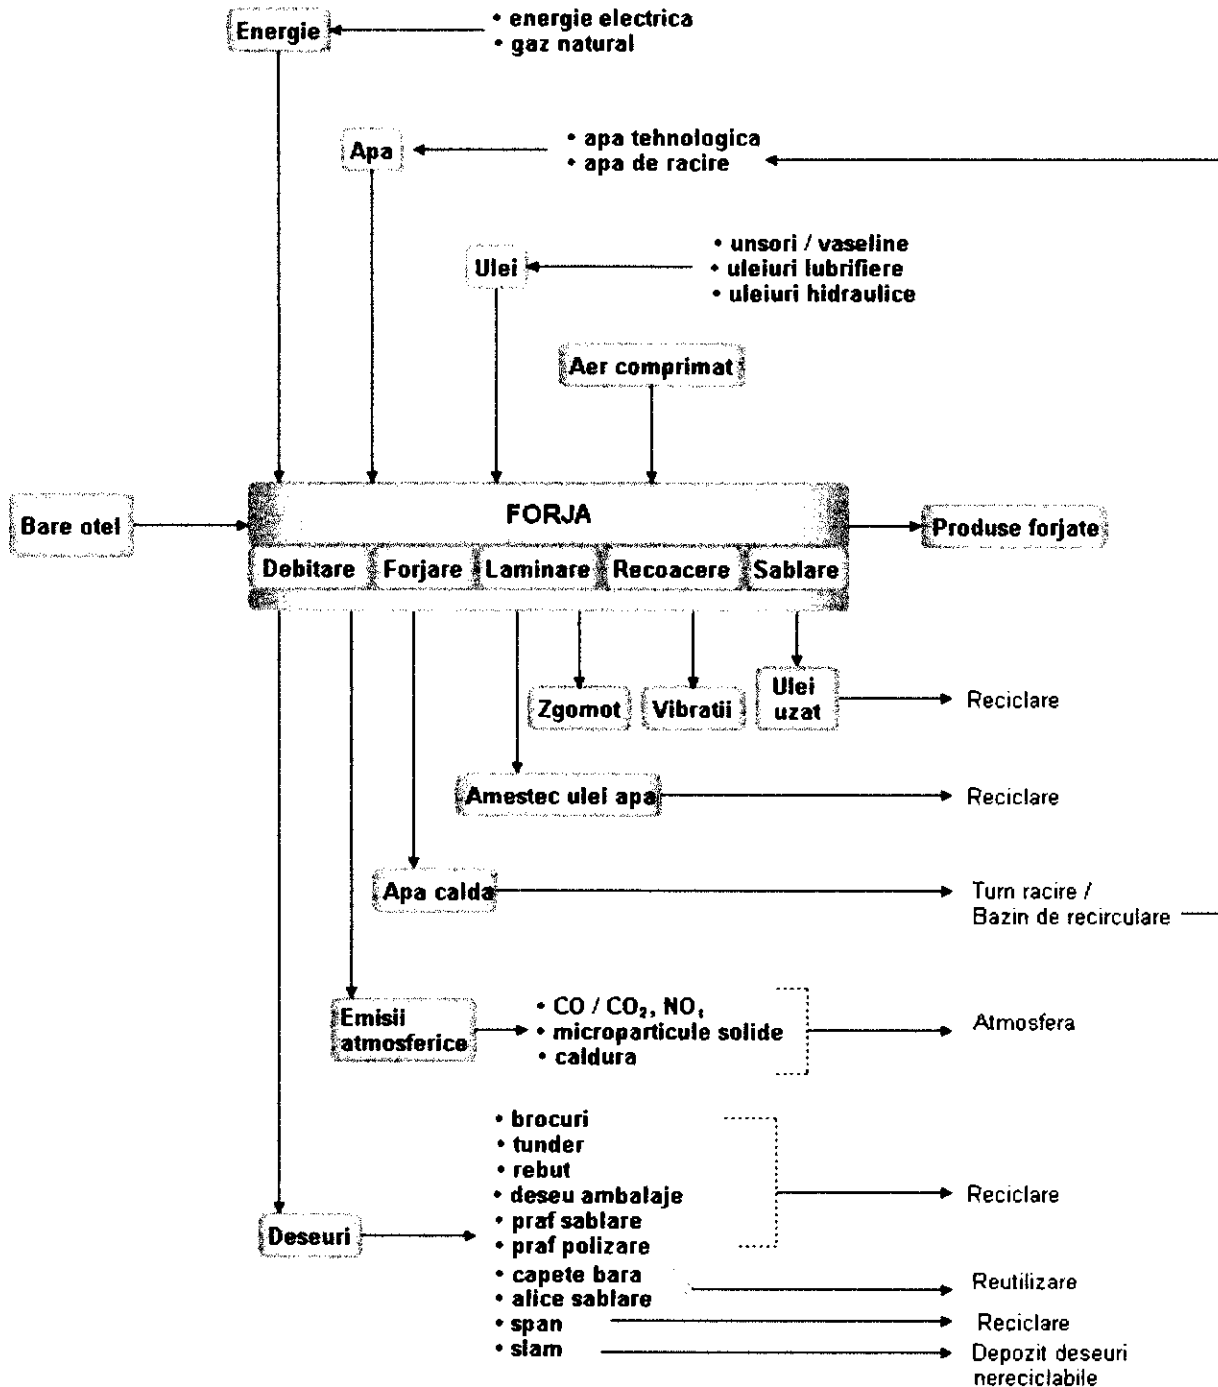 Energie
• energie electrica
• gaz natural
Apa
• apa tehnologica
• apa de racire
Ulei
• unsori / vaseline
• uleiuri lubrifiere
• uleiuri hidraulice
Aer comprimat
Bare otel
FORJA
Produse forjate
Debitare
Forjare
Laminare
Recoacere
Sablare
Zgomot
Vibratii
Ulei
uzat
Reciclare
Amestec ulei apa
Reciclare
Apa calda
Turn racire /
Bazin de recirculare
Emisii
atmosferice
• CO / CO₂, NOₓ
• microparticule solide
• caldura
Atmosfera
Deseuri
• brocuri
• tunder
• rebut
• deseu ambalaje
• praf sablare
• praf polizare
Reciclare
• capete bara
• alice sablare
Reutilizare
• span
Reciclare
• slam
Depozit deseuri
nereciclabile